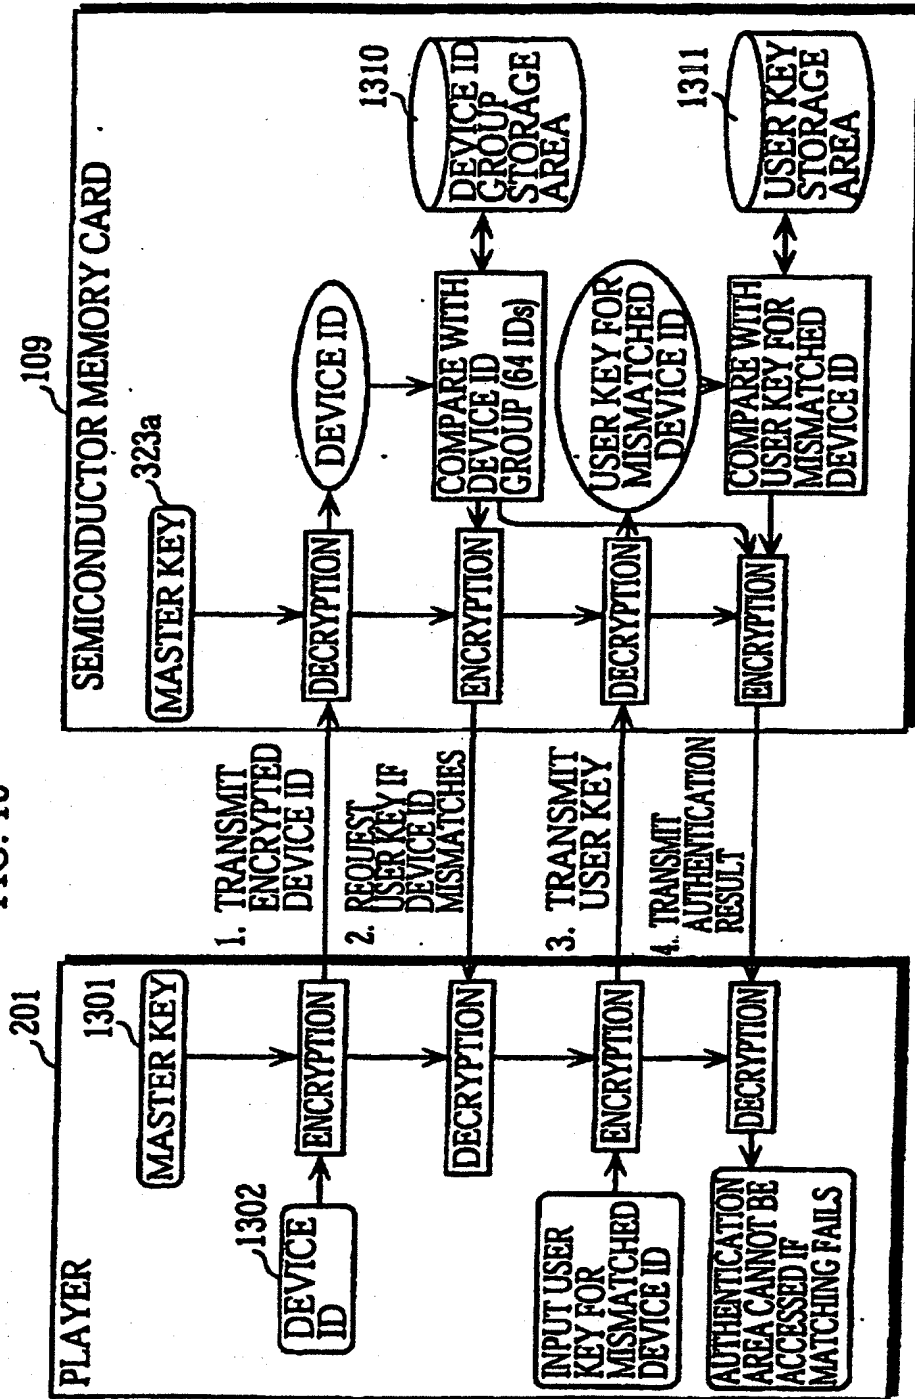 FIG.
201
PLAYER
1301
MASTER KEY
1302
DEVICE
ID
ENCRYPTION
DECRYPTION
INPUT USER
KEY FOR
MISMATCHED
DEVICE ID
ENCRYPTION
AUTHENTICATION
AREA CANNOT BE
ACCESSED IF
MATCHING FAILS
DECRYPTION
1. TRANSMIT
ENCRYPTED
DEVICE ID
2. REQUEST
USER KEY IF
DEVICE ID
MISMATCHES
3. TRANSMIT
USER KEY
4. TRANSMIT
AUTHENTICATION
RESULT
109
SEMICONDUCTOR MEMORY CARD
323a
MASTER KEY
DECRYPTION
DEVICE ID
ENCRYPTION
COMPARE WITH
DEVICE ID
GROUP (64 IDs)
1310
DEVICE ID
GROUP
STORAGE
AREA
DECRYPTION
USER KEY FOR
MISMATCHED
DEVICE ID
ENCRYPTION
COMPARE WITH
USER KEY FOR
MISMATCHED
DEVICE ID
1311
USER KEY
STORAGE
AREA